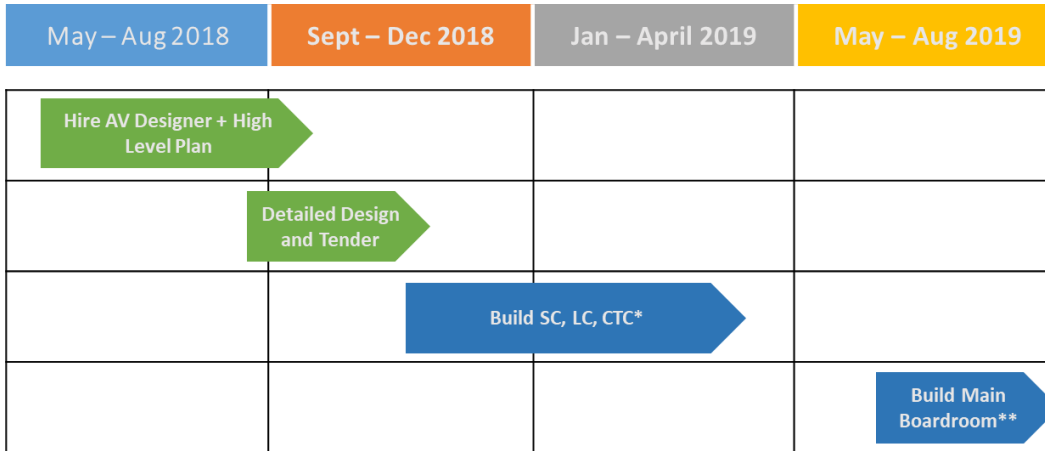 May – Aug 2018
Sept – Dec 2018
Jan – April 2019
May – Aug 2019
Hire AV Designer + High
Level Plan
Detailed Design
and Tender
Build SC, LC, CTC*
Build Main
Boardroom**